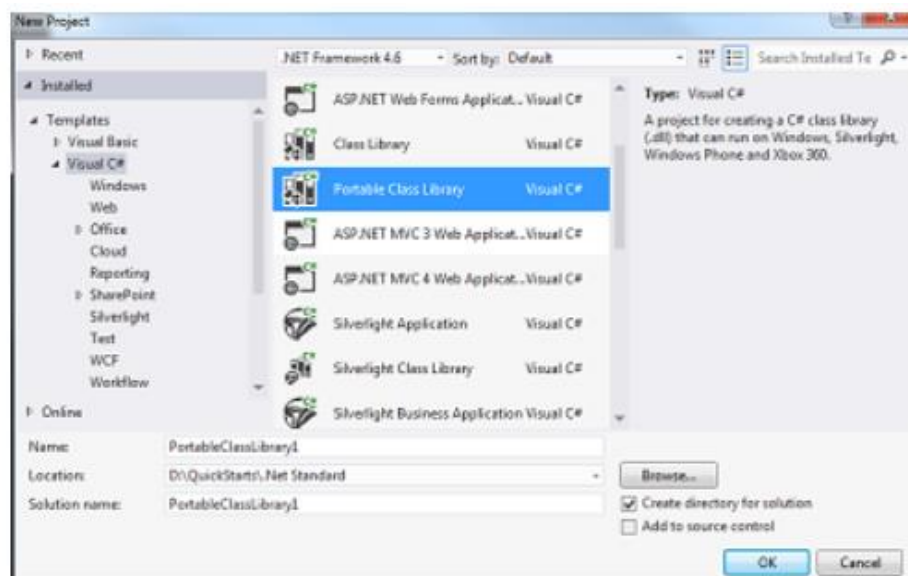 New Project
Recent
.NET Framework 4.6
Sort by: Default
Search Installed Te
Installed
Templates
Visual Basic
Visual C#
Windows
Web
Office
Cloud
Reporting
SharePoint
Silverlight
Test
WCF
Workflow
Online
ASP.NET Web Forms Applicat... Visual C#
Class Library Visual C#
Portable Class Library Visual C#
ASP.NET MVC 3 Web Applicat... Visual C#
ASP.NET MVC 4 Web Applicat... Visual C#
Silverlight Application Visual C#
Silverlight Class Library Visual C#
Silverlight Business Application Visual C#
Type: Visual C#
A project for creating a C# class library
(.dll) that can run on Windows, Silverlight,
Windows Phone and Xbox 360.
Name: PortableClassLibrary1
Location: D:\QuickStarts\.Net Standard
Solution name: PortableClassLibrary1
Browse...
Create directory for solution
Add to source control
OK
Cancel